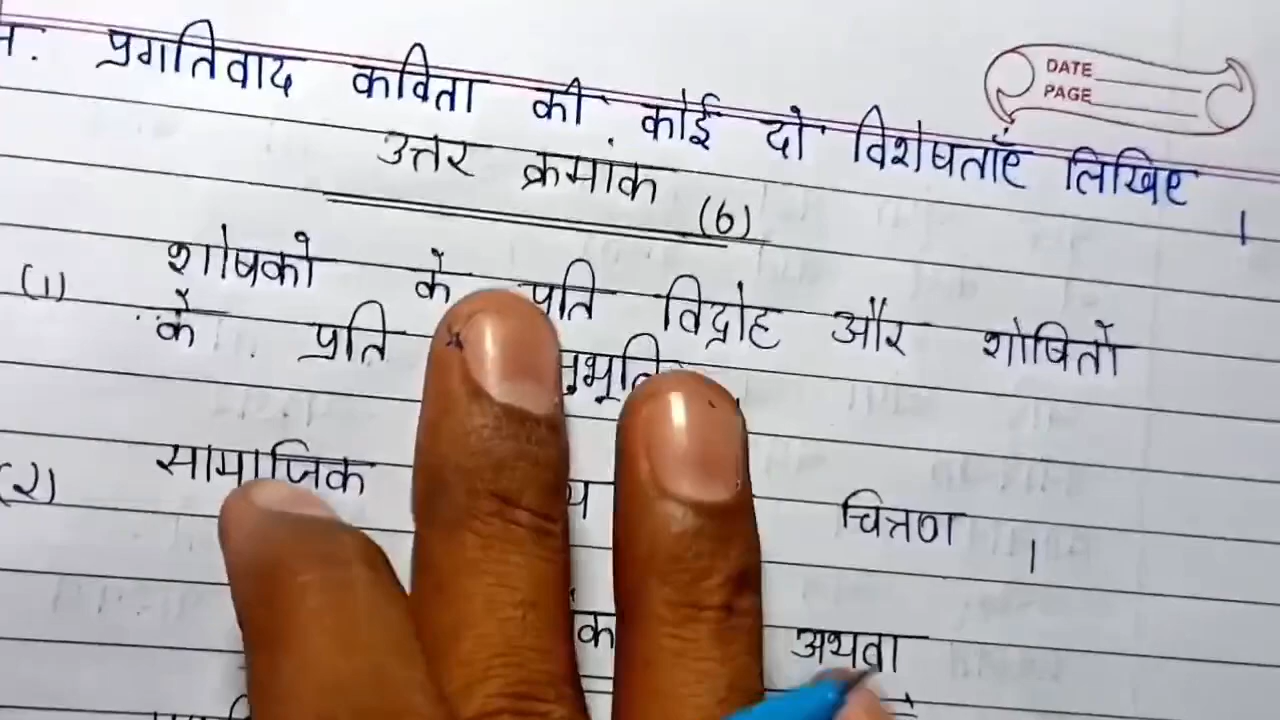 प्रगतिवाद कविता की कोई दो विशेषताएँ लिखिए ।
DATE
PAGE
उत्तर क्रमांक (6)
(1) शोषको के प्रति विद्रोह और शोषितों
के प्रति
(2) सामाजिक चित्रण ।
अथवा